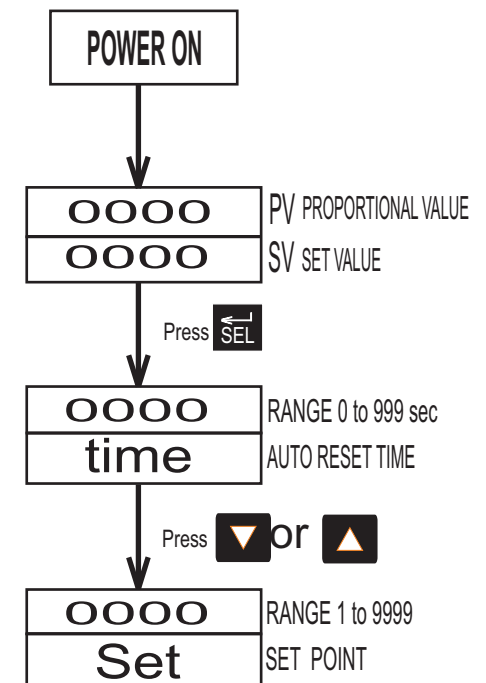 POWER ON
0000 PV PROPORTIONAL VALUE
0000 SV SET VALUE
Press SEL
0000 RANGE 0 to 999 sec
time AUTO RESET TIME
Press or
0000 RANGE 1 to 9999
Set SET POINT